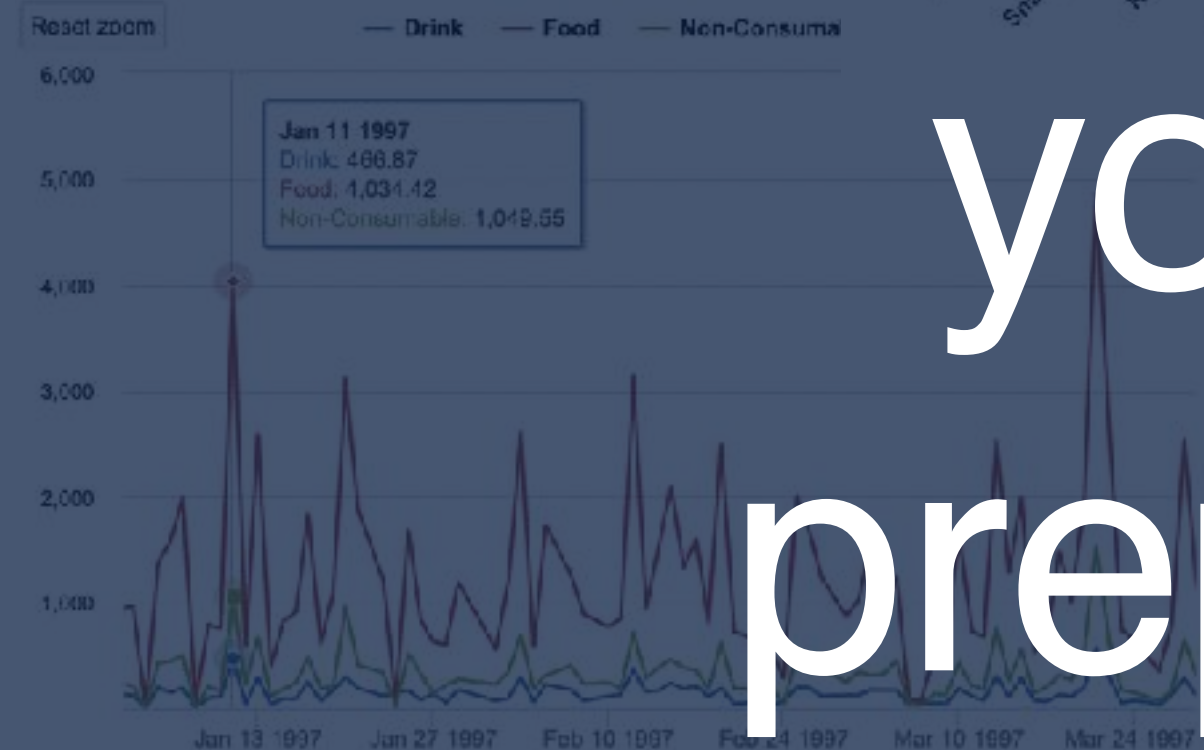 Reset zoom
Drink Food Non-Consuma
6,000
Jan 11 1997
Drink: 466.87
Food: 4,034.42
Non-Consumable: 1,049.55
5,000
4,000
3,000
2,000
1,000
Jan 13 1997 Jan 27 1997 Feb 10 1997 Feb 24 1997 Mar 10 1997 Mar 24 1997
yo
pre